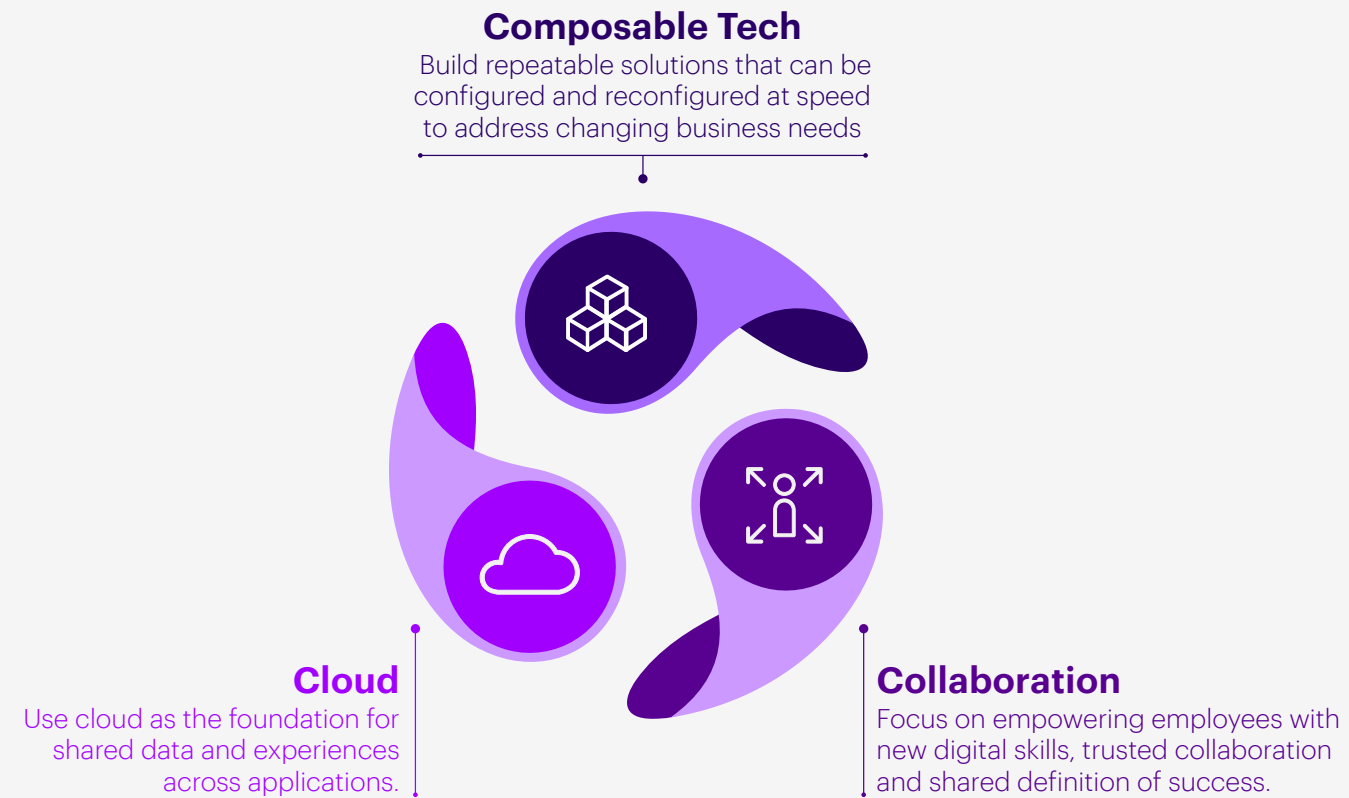 Composable Tech
Build repeatable solutions that can be
configured and reconfigured at speed
to address changing business needs
Cloud
Use cloud as the foundation for
shared data and experiences
across applications.
Collaboration
Focus on empowering employees with
new digital skills, trusted collaboration
and shared definition of success.